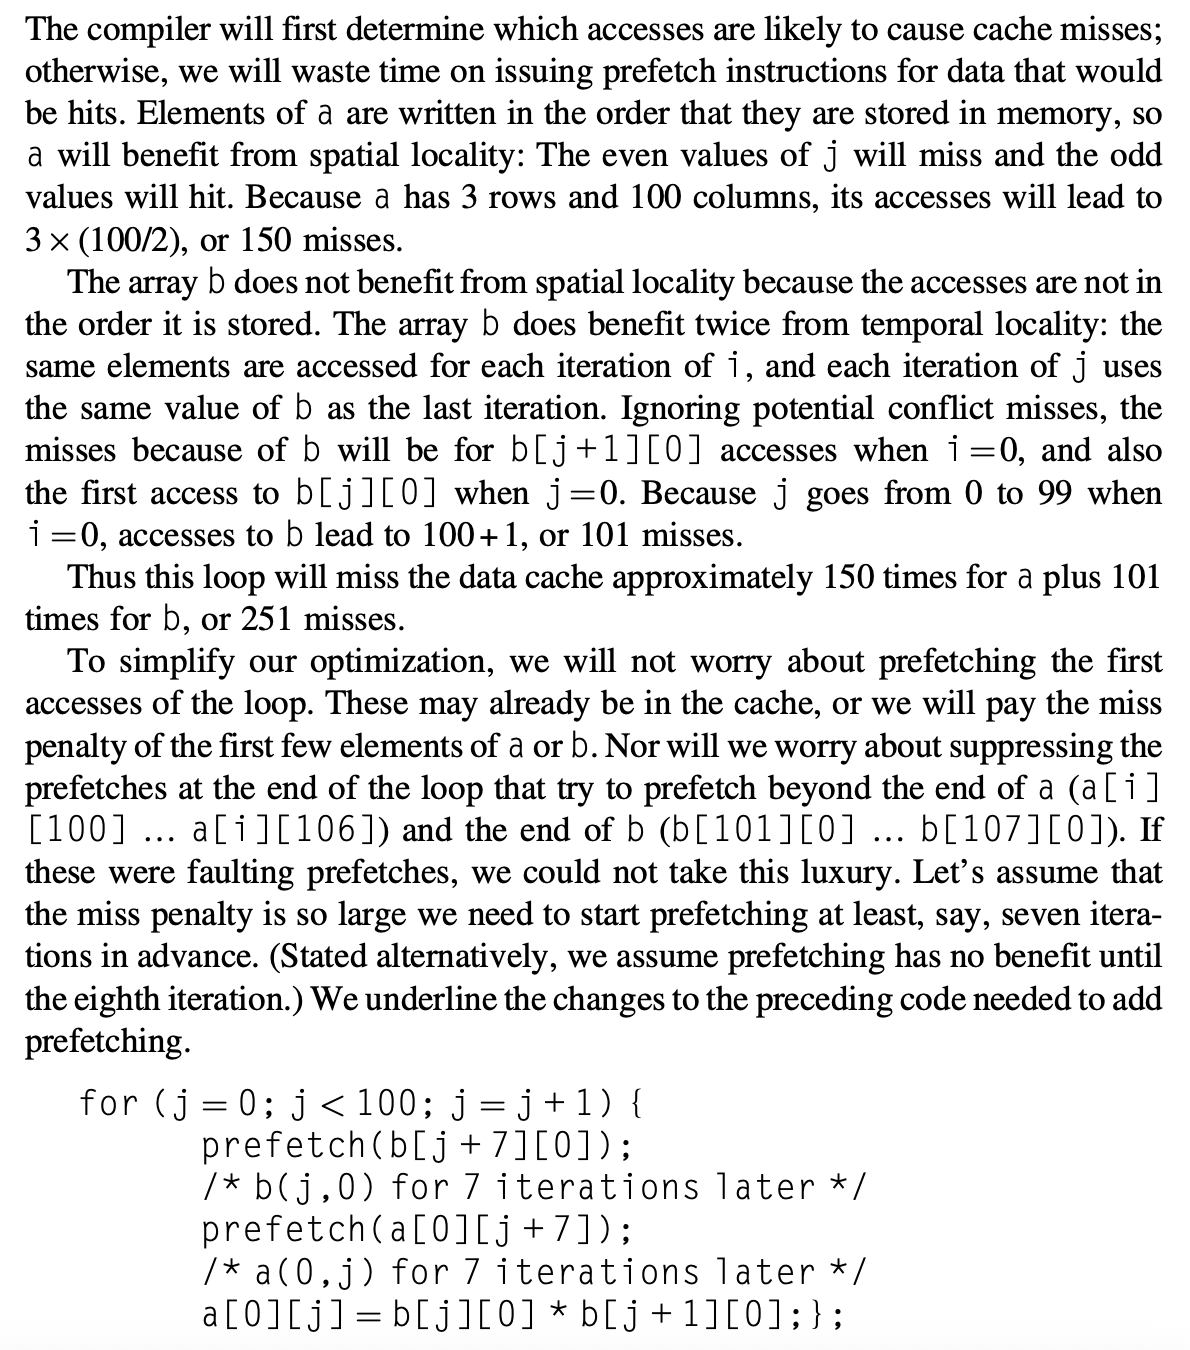 The compiler will first determine which accesses are likely to cause cache misses;
otherwise, we will waste time on issuing prefetch instructions for data that would
be hits. Elements of a are written in the order that they are stored in memory, so
a will benefit from spatial locality: The even values of j will miss and the odd
values will hit. Because a has 3 rows and 100 columns, its accesses will lead to
3 × (100/2), or 150 misses.
The array b does not benefit from spatial locality because the accesses are not in
the order it is stored. The array b does benefit twice from temporal locality: the
same elements are accessed for each iteration of i, and each iteration of j uses
the same value of b as the last iteration. Ignoring potential conflict misses, the
misses because of b will be for b[j+1][0] accesses when i=0, and also
the first access to b[j][0] when j=0. Because j goes from 0 to 99 when
i=0, accesses to b lead to 100+1, or 101 misses.
Thus this loop will miss the data cache approximately 150 times for a plus 101
times for b, or 251 misses.
To simplify our optimization, we will not worry about prefetching the first
accesses of the loop. These may already be in the cache, or we will pay the miss
penalty of the first few elements of a or b. Nor will we worry about suppressing the
prefetches at the end of the loop that try to prefetch beyond the end of a (a[i]
[100] ... a[i][106]) and the end of b (b[101][0] ... b[107][0]). If
these were faulting prefetches, we could not take this luxury. Let's assume that
the miss penalty is so large we need to start prefetching at least, say, seven itera-
tions in advance. (Stated alternatively, we assume prefetching has no benefit until
the eighth iteration.) We underline the changes to the preceding code needed to add
prefetching.
for (j = 0; j < 100; j = j + 1) {
prefetch(b[j + 7][0]);
/* b(j,0) for 7 iterations later */
prefetch(a[0][j + 7]);
/* a(0,j) for 7 iterations later */
a[0][j] = b[j][0] * b[j + 1][0];};